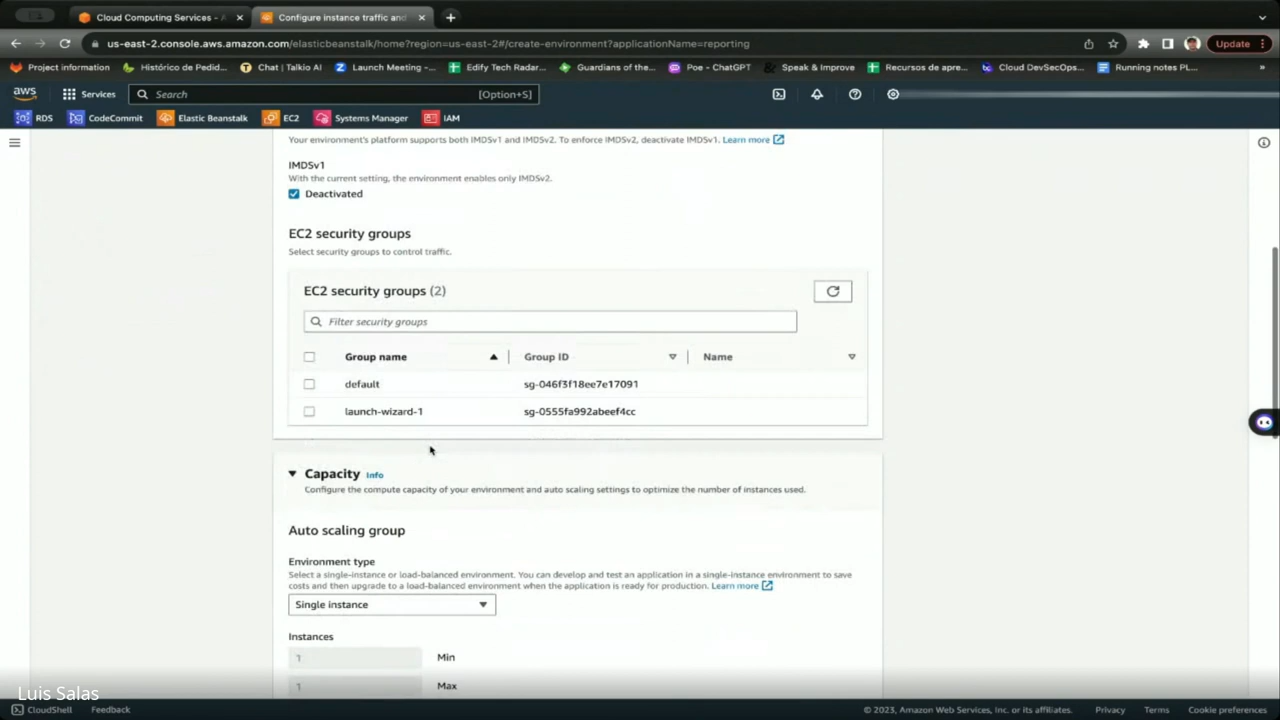 Cloud Computing Services - A
Configure instance traffic and
us-east-2.console.aws.amazon.com/elasticbeanstalk/home?region=us-east-2#/create-environment?applicationName=reporting
Update
Project information
Histórico de Pedid...
Chat | Talkio AI
Launch Meeting -...
Edify Tech Radar...
Guardians of the...
Poe - ChatGPT
Speak & Improve
Recursos de apre...
Cloud DevSecOps...
Running notes PL...
»
aws
Services
Search
[Option+S]
RDS
CodeCommit
Elastic Beanstalk
EC2
Systems Manager
IAM
Your environment's platform supports both IMDSv1 and IMDSv2. To enforce IMDSv2, deactivate IMDSv1. Learn more
IMDSv1
With the current setting, the environment enables only IMDSv2.
Deactivated
EC2 security groups
Select security groups to control traffic.
EC2 security groups (2)
Filter security groups
Group name
Group ID
Name
default
sg-046f3f18ee7e17091
launch-wizard-1
sg-0555fa992abeef4cc
Capacity Info
Configure the compute capacity of your environment and auto scaling settings to optimize the number of instances used.
Auto scaling group
Environment type
Select a single-instance or load-balanced environment. You can develop and test an application in a single-instance environment to save
costs and then upgrade to a load-balanced environment when the application is ready for production. Learn more
Single instance
Instances
1
Min
1
Max
Luis Salas
CloudShell
Feedback
© 2023, Amazon Web Services, Inc. or its affiliates.
Privacy
Terms
Cookie preferences